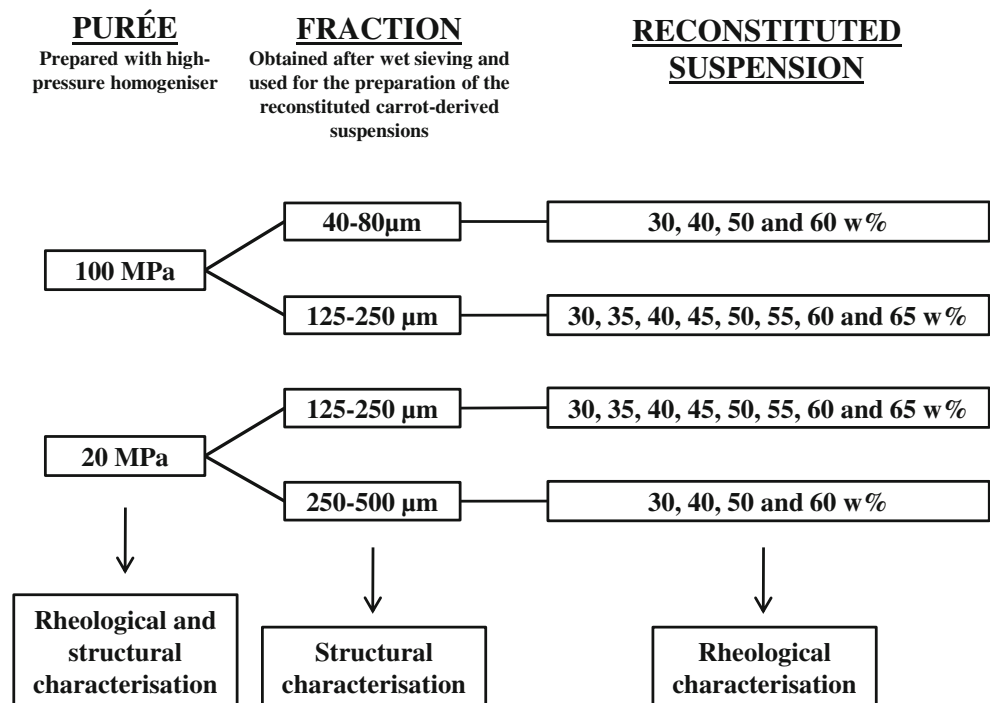 PURÉE
Prepared with high-
pressure homogeniser
FRACTION
Obtained after wet sieving and
used for the preparation of the
reconstituted carrot-derived
suspensions
RECONSTITUTED
SUSPENSION
100 MPa
40-80µm
30, 40, 50 and 60 w%
125-250 µm
30, 35, 40, 45, 50, 55, 60 and 65 w%
20 MPa
125-250 µm
30, 35, 40, 45, 50, 55, 60 and 65 w%
250-500 µm
30, 40, 50 and 60 w%
Rheological and
structural
characterisation
Structural
characterisation
Rheological
characterisation